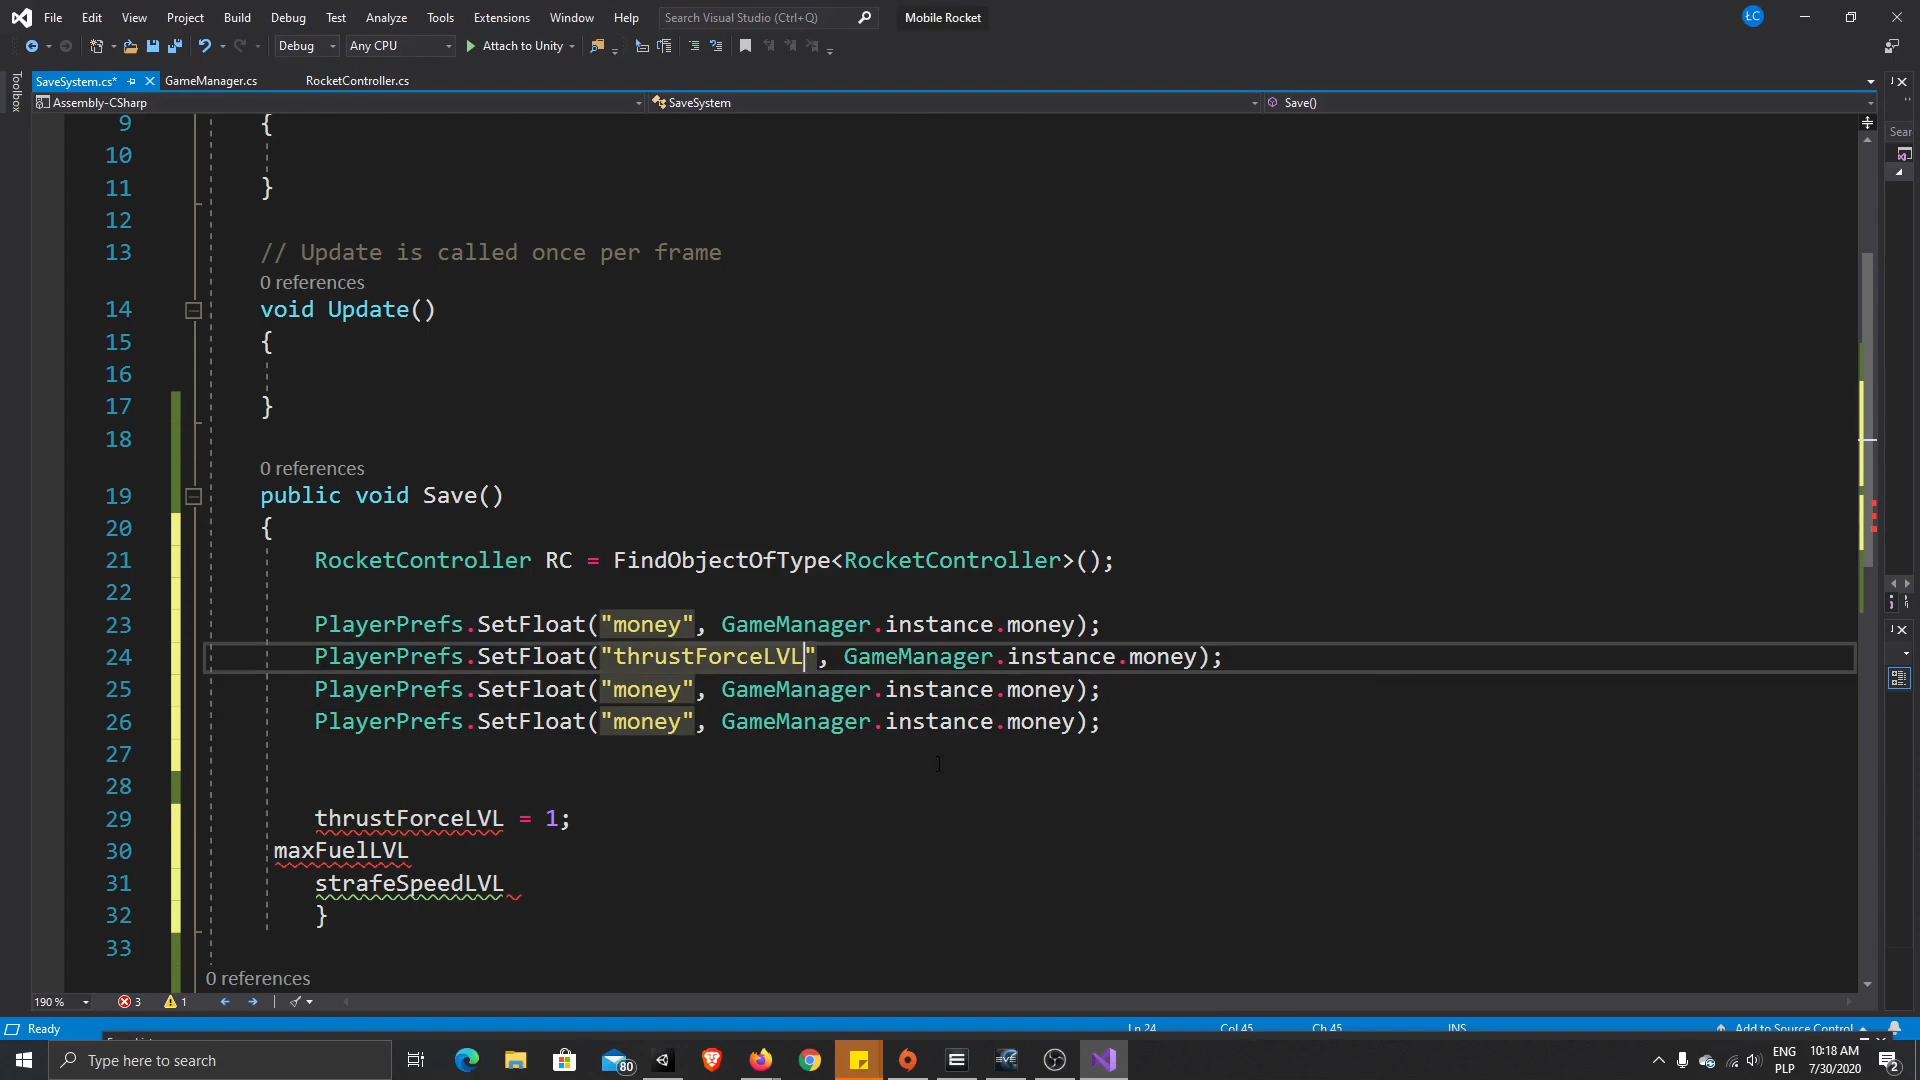 File Edit View Project Build Debug Test Analyze Tools Extensions Window Help Search Visual Studio (Ctrl+Q) Mobile Rocket ŁC
Debug Any CPU Attach to Unity
SaveSystem.cs* GameManager.cs RocketController.cs
Toolbox
Assembly-CSharp SaveSystem Save()
Sear
9 {
10
11 }
12
13 // Update is called once per frame
0 references
14 void Update()
15 {
16
17 }
18
0 references
19 public void Save()
20 {
21 RocketController RC = FindObjectOfType<RocketController>();
22
23 PlayerPrefs.SetFloat("money", GameManager.instance.money);
24 PlayerPrefs.SetFloat("thrustForceLVL", GameManager.instance.money);
25 PlayerPrefs.SetFloat("money", GameManager.instance.money);
26 PlayerPrefs.SetFloat("money", GameManager.instance.money);
27
28
29 thrustForceLVL = 1;
30 maxFuelLVL
31 strafeSpeedLVL
32 }
33
0 references
190 % 3 1
Ready Ln 24 Col 45 Ch 45 INS Add to Source Control
Type here to search 80 ENG 10:18 AM
PLP 7/30/2020 2